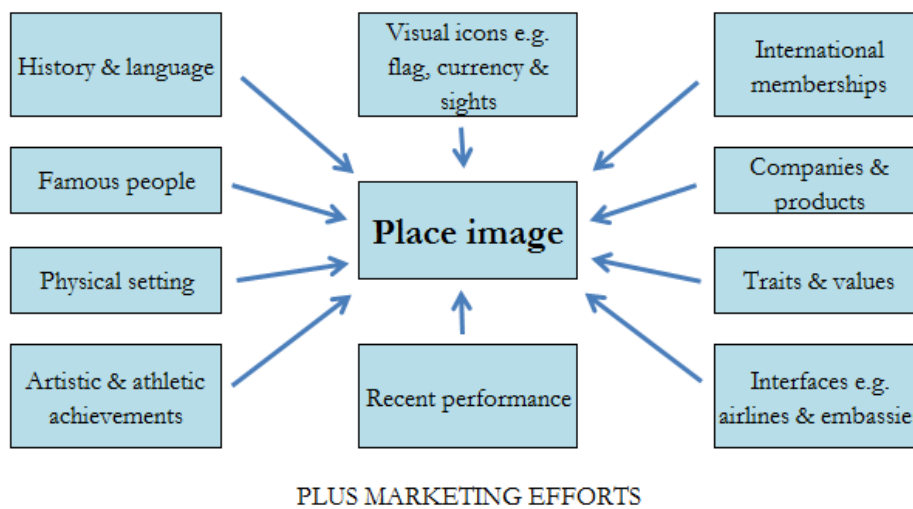 History & language
Visual icons e.g.
flag, currency &
sights
International
memberships
Famous people
Place image
Companies &
products
Physical setting
Traits & values
Artistic & athletic
achievements
Recent performance
Interfaces e.g.
airlines & embassie
PLUS MARKETING EFFORTS